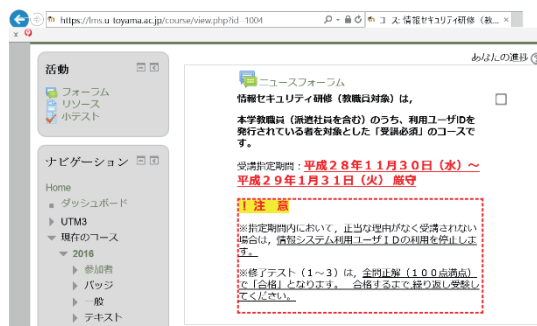 https://lms.u-toyama.ac.jp/course/view.php?id=1004
コース: 情報セキュリティ研修（教...
x
あなたの進捗
活動
フォーラム
リソース
小テスト
ナビゲーション
Home
ダッシュボード
UTM3
現在のコース
2016
参加者
バッジ
一般
テキスト
ニュースフォーラム
情報セキュリティ研修（教職員対象）は，
本学教職員（派遣社員を含む）のうち、利用ユーザIDを
発行されている者を対象とした「受講必須」のコースで
す。
受講指定期間：平成２８年１１月３０日（水）～
平成２９年１月３１日（火） 厳守
！注 意
※指定期間内において，正当な理由がなく受講されない
場合は，情報システム利用ユーザＩＤの利用を停止しま
す。
※修了テスト（１～３）は，全問正解（１００点満点）
で「合格」となります。 合格するまで,繰り返し受験し
てください。